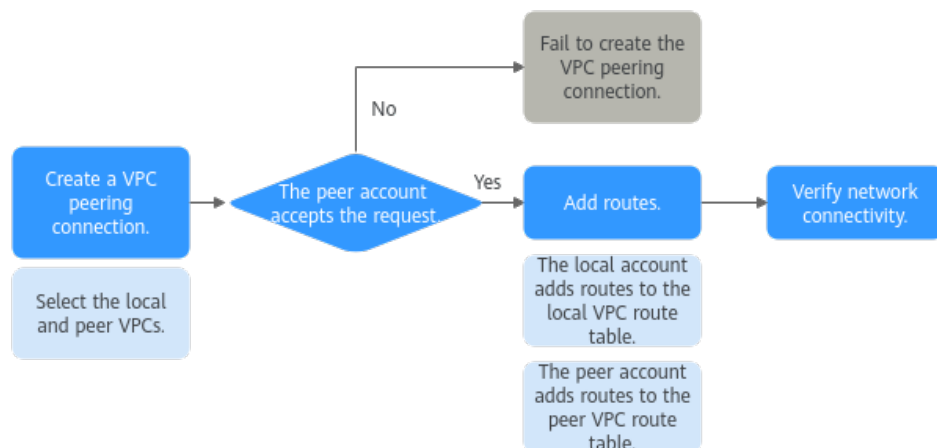 Fail to create the
VPC peering
connection.
No
Create a VPC
peering
connection.
The peer account
accepts the request.
Yes
Add routes.
Verify network
connectivity.
Select the local
and peer VPCs.
The local account
adds routes to the
local VPC route
table.
The peer account
adds routes to the
peer VPC route
table.